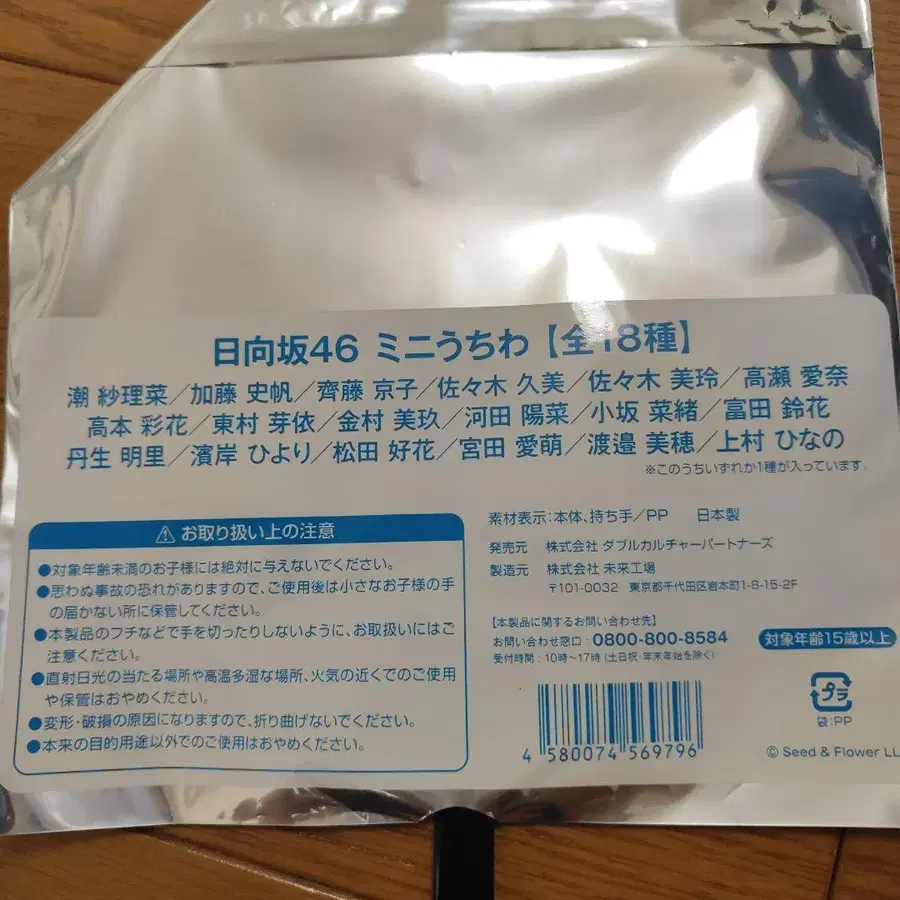 日向坂46 ミニうちわ【全18種】
潮 紗理菜／加藤 史帆／齊藤 京子／佐々木 久美／佐々木 美玲／高瀬 愛奈
高本 彩花／東村 芽依／金村 美玖／河田 陽菜／小坂 菜緒／富田 鈴花
丹生 明里／濱岸 ひより／松田 好花／宮田 愛萌／渡邉 美穂／上村 ひなの
※このうちいずれか1種が入っています。
⚠ お取り扱い上の注意
●対象年齢未満のお子様には絶対に与えないでください。
●思わぬ事故の恐れがありますので、ご使用後は小さなお子様の手
の届かない所に保管してください。
●本製品のフチなどで手を切ったりしないように、お取扱いにはご
注意ください。
●直射日光の当たる場所や高温多湿な場所、火気の近くでのご使用
や保管はおやめください。
●変形・破損の原因になりますので、折り曲げないでください。
●本来の目的用途以外でのご使用はおやめください。
素材表示：本体、持ち手／PP 日本製
発売元 株式会社 ダブルカルチャーパートナーズ
製造元 株式会社 未来工場
〒101-0032 東京都千代田区岩本町1-8-15-2F
【本製品に関するお問い合わせ先】
お問い合わせ窓口：0800-800-8584
受付時間：10時〜17時（土日祝・年末年始を除く）
対象年齢15歳以上
プラ
袋：PP
4 580074 569796
© Seed & Flower LL